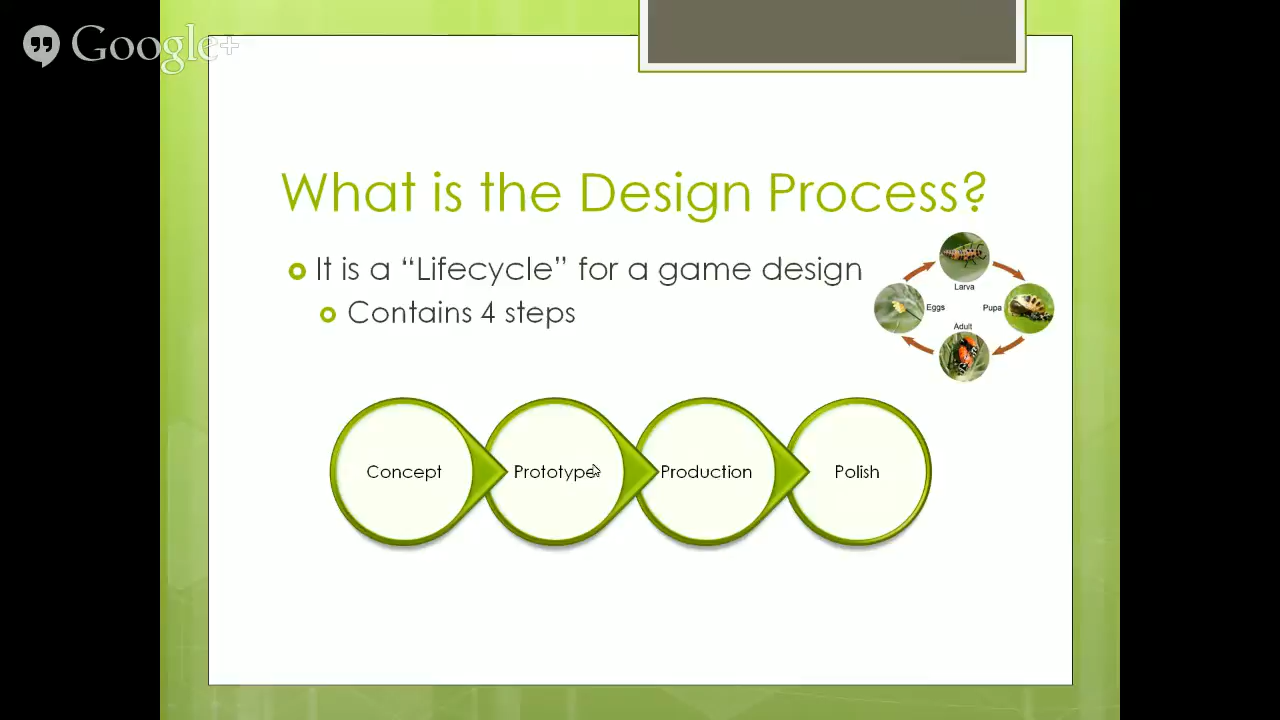 Google+
What is the Design Process?
It is a “Lifecycle” for a game design
Contains 4 steps
Larva
Eggs
Pupa
Adult
Concept
Prototype
Production
Polish